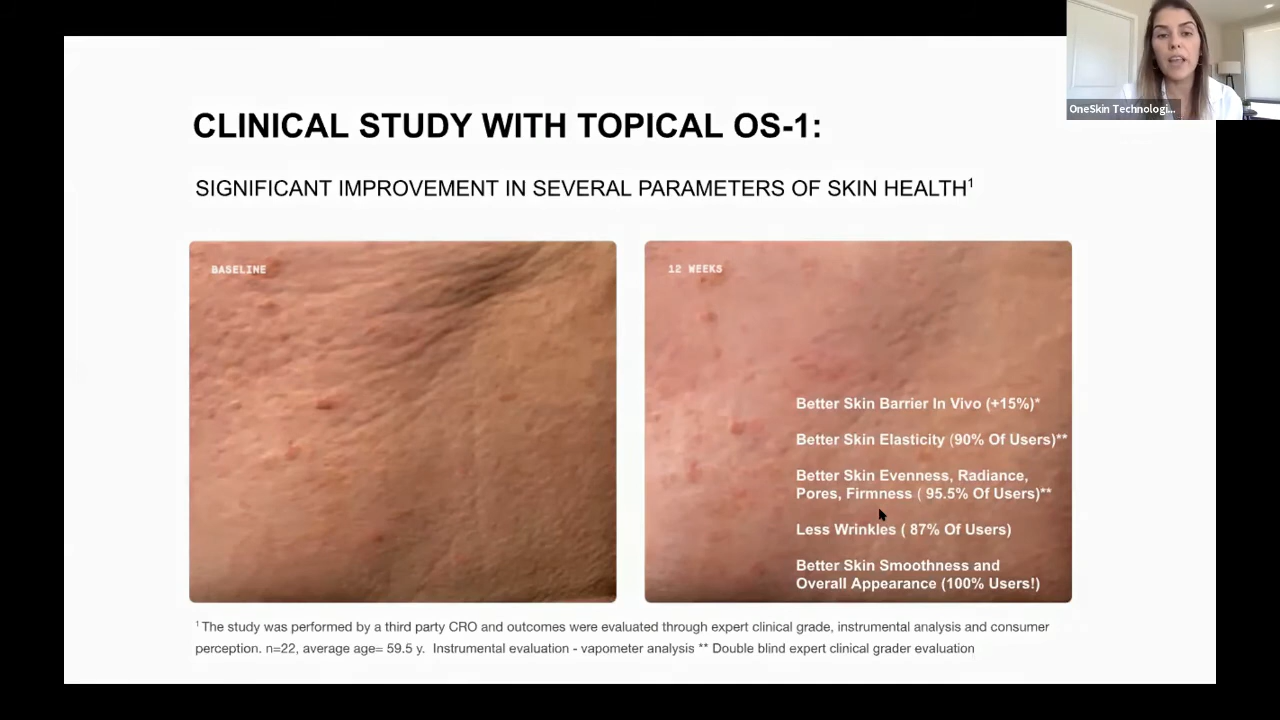 OneSkin Technologi...
CLINICAL STUDY WITH TOPICAL OS-1:
SIGNIFICANT IMPROVEMENT IN SEVERAL PARAMETERS OF SKIN HEALTH¹
BASELINE
12 WEEKS
Better Skin Barrier In Vivo (+15%)*
Better Skin Elasticity (90% Of Users)**
Better Skin Evenness, Radiance,
Pores, Firmness ( 95.5% Of Users)**
Less Wrinkles ( 87% Of Users)
Better Skin Smoothness and
Overall Appearance (100% Users!)
¹ The study was performed by a third party CRO and outcomes were evaluated through expert clinical grade, instrumental analysis and consumer
perception. n=22, average age= 59.5 y. Instrumental evaluation - vapometer analysis ** Double blind expert clinical grader evaluation